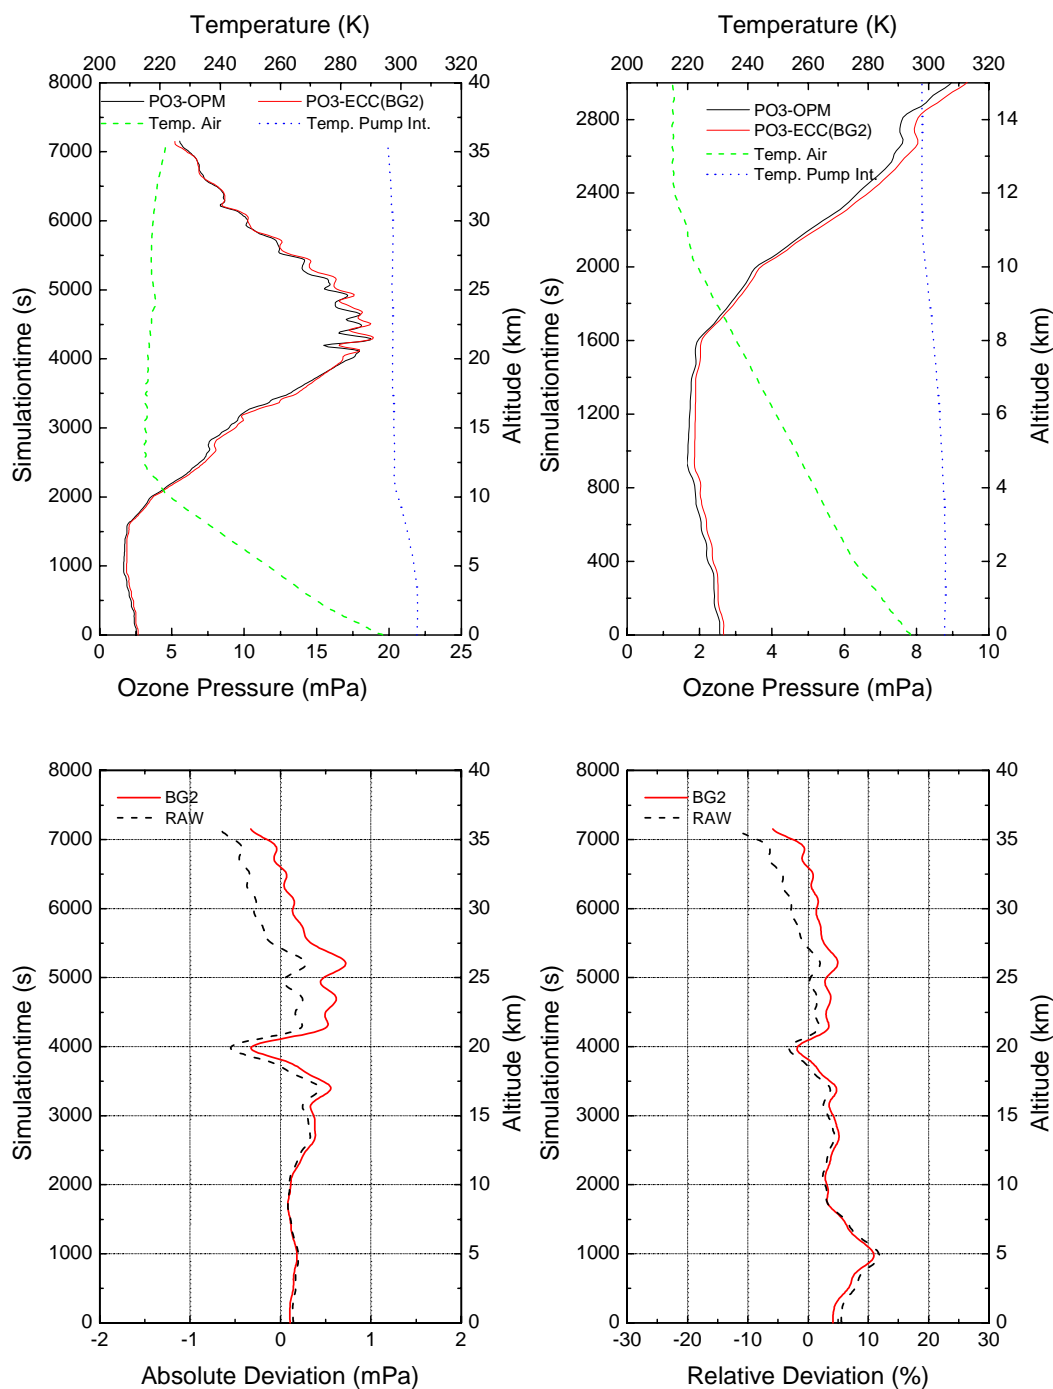 Temperature (K)
200 220 240 260 280 300 320
8000 7000 6000 5000 4000 3000 2000 1000 0
Simulationtime (s)
PO3-OPM PO3-ECC(BG2)
Temp. Air Temp. Pump Int.
40 35 30 25 20 15 10 5 0
Altitude (km)
0 5 10 15 20 25
Ozone Pressure (mPa)
Temperature (K)
200 220 240 260 280 300 320
2800 2400 2000 1600 1200 800 400 0
Simulationtime (s)
PO3-OPM
PO3-ECC(BG2)
Temp. Air
Temp. Pump Int.
14 12 10 8 6 4 2 0
Altitude (km)
0 2 4 6 8 10
Ozone Pressure (mPa)
8000 7000 6000 5000 4000 3000 2000 1000 0
Simulationtime (s)
BG2
RAW
40 35 30 25 20 15 10 5 0
Altitude (km)
-2 -1 0 1 2
Absolute Deviation (mPa)
8000 7000 6000 5000 4000 3000 2000 1000 0
Simulationtime (s)
BG2
RAW
40 35 30 25 20 15 10 5 0
Altitude (km)
-30 -20 -10 0 10 20 30
Relative Deviation (%)